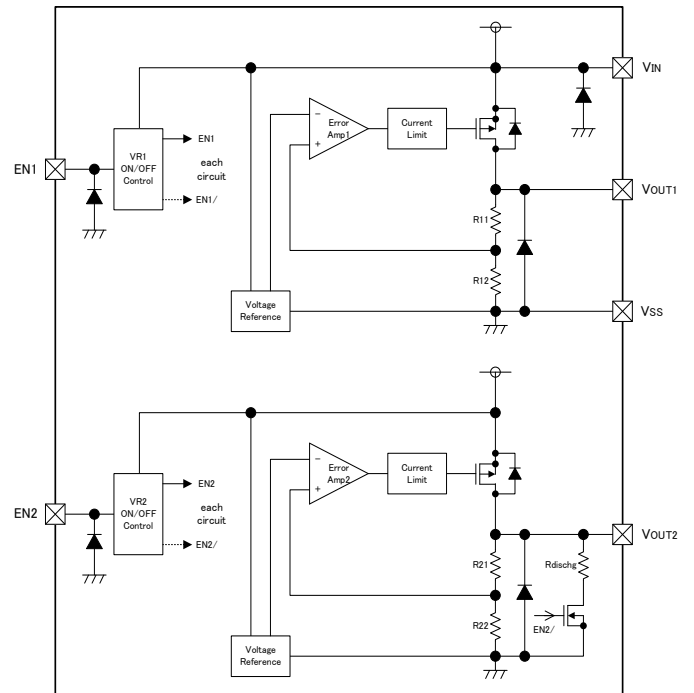 VIN
EN1
VR1
ON/OFF
Control
EN1
each
circuit
EN1/
−
+
Error
Amp1
Current
Limit
VOUT1
R11
R12
Voltage
Reference
VSS
EN2
VR2
ON/OFF
Control
EN2
each
circuit
EN2/
−
+
Error
Amp2
Current
Limit
VOUT2
R21
Rdischg
R22
EN2/
Voltage
Reference